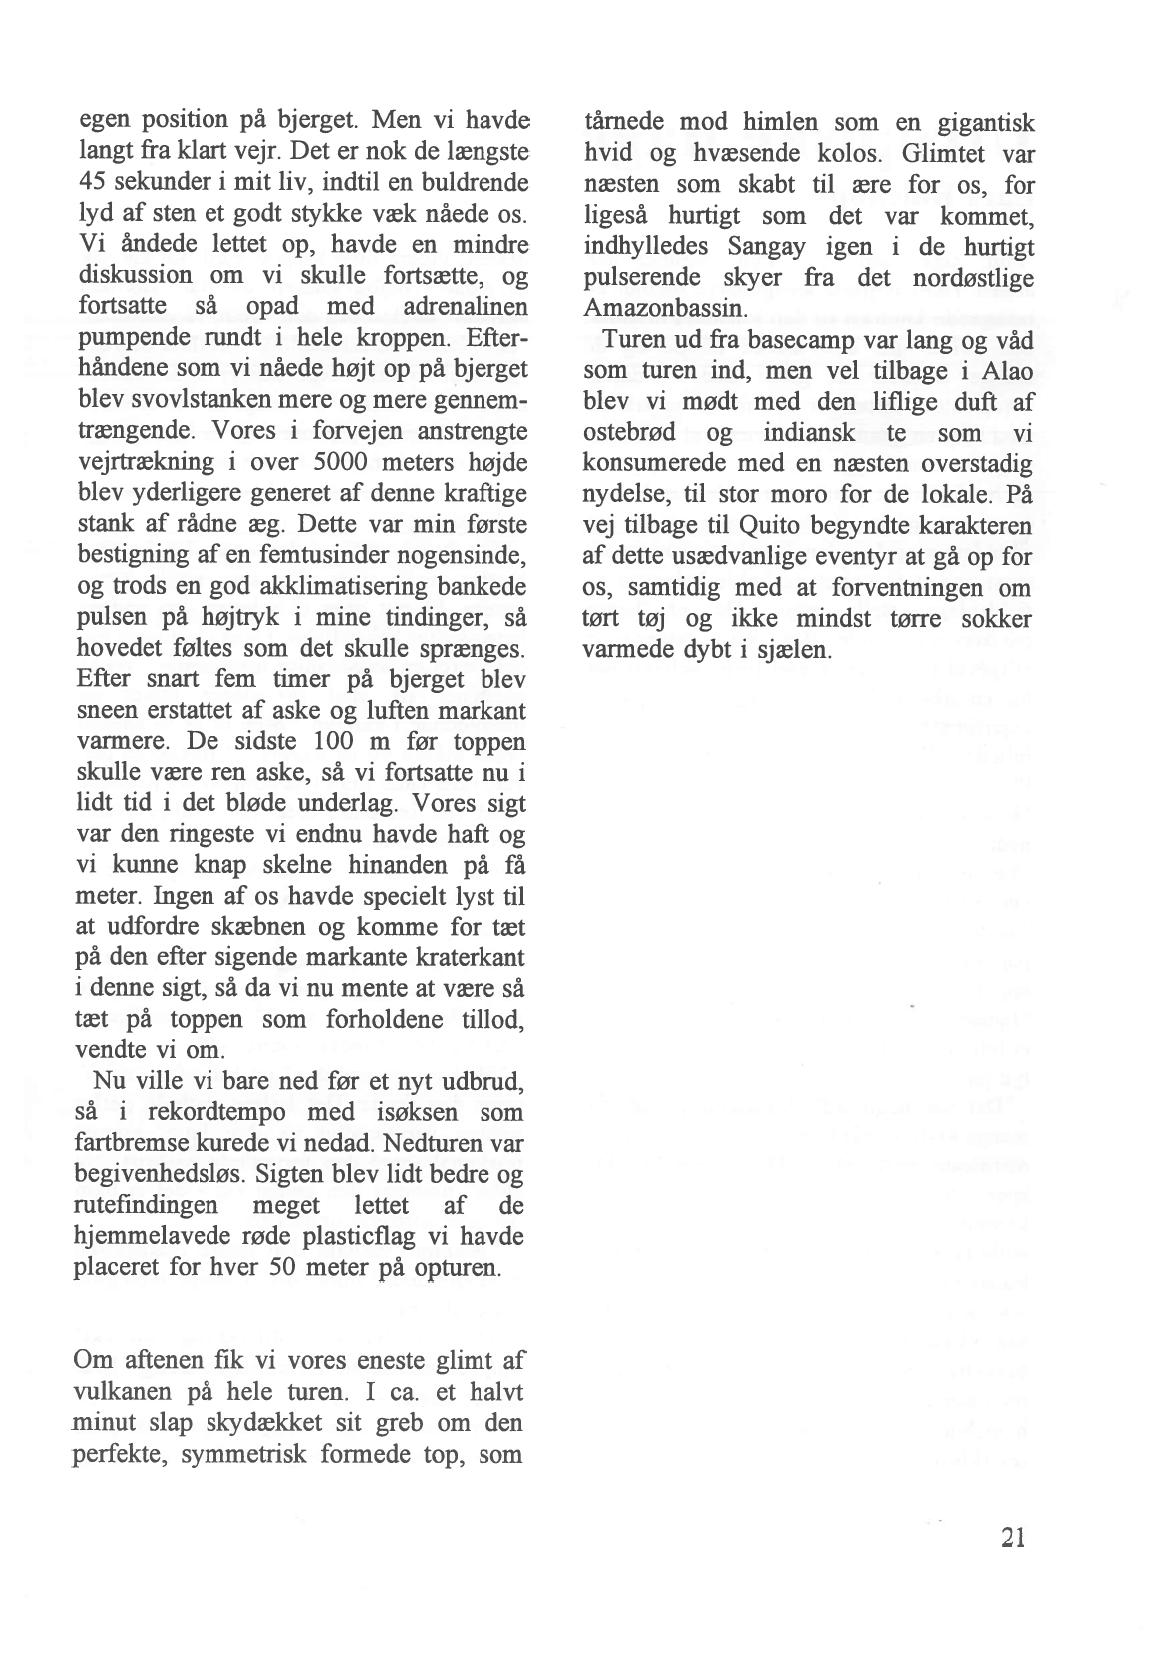 egen position på bjerget. Men vi havde
langt fra klart vejr. Det er nok de længste
45 sekunder i mit liv, indtil en buldrende
lyd af sten et godt stykke væk nåede os.
Vi åndede lettet op, havde en mindre
diskussion om vi skulle fortsætte, og
fortsatte så opad med adrenalinen
pumpende rundt i hele kroppen. Efter-
håndene som vi nåede højt op på bjerget
blev svovlstanken mere og mere gennem-
trængende. Vores i forvejen anstrengte
vejrtrækning i over 5000 meters højde
blev yderligere generet af denne kraftige
stank af rådne æg. Dette var min første
bestigning af en femtusinder nogensinde,
og trods en god akklimatisering bankede
pulsen på højtryk i mine tindinger, så
hovedet føltes som det skulle sprænges.
Efter snart fem timer på bjerget blev
sneen erstattet af aske og luften markant
varmere. De sidste 100 m før toppen
skulle være ren aske, så vi fortsatte nu i
lidt tid i det bløde underlag. Vores sigt
var den ringeste vi endnu havde haft og
vi kunne knap skelne hinanden på få
meter. Ingen af os havde specielt lyst til
at udfordre skæbnen og komme for tæt
på den efter sigende markante kraterkant
i denne sigt, så da vi nu mente at være så
tæt på toppen som forholdene tillod,
vendte vi om.
Nu ville vi bare ned før et nyt udbrud,
så i rekordtempo med isøksen som
fartbremse kurede vi nedad. Nedturen var
begivenhedsløs. Sigten blev lidt bedre og
rutefindingen meget lettet af de
hjemmelavede røde plasticflag vi havde
placeret for hver 50 meter på opturen.
Om aftenen fik vi vores eneste glimt af
vulkanen på hele turen. I ca. et halvt
minut slap skydækket sit greb om den
perfekte, symmetrisk formede top, som
tårnede mod himlen som en gigantisk
hvid og hvæsende kolos. Glimtet var
næsten som skabt til ære for os, for
ligeså hurtigt som det var kommet,
indhylledes Sangay igen i de hurtigt
pulserende skyer fra det nordøstlige
Amazonbassin.
Turen ud fra basecamp var lang og våd
som turen ind, men vel tilbage i Alao
blev vi mødt med den liflige duft af
ostebrød og indiansk te som vi
konsumerede med en næsten overstadig
nydelse, til stor moro for de lokale. På
vej tilbage til Quito begyndte karakteren
af dette usædvanlige eventyr at gå op for
os, samtidig med at forventningen om
tørt tøj og ikke mindst tørre sokker
varmede dybt i sjælen.
21